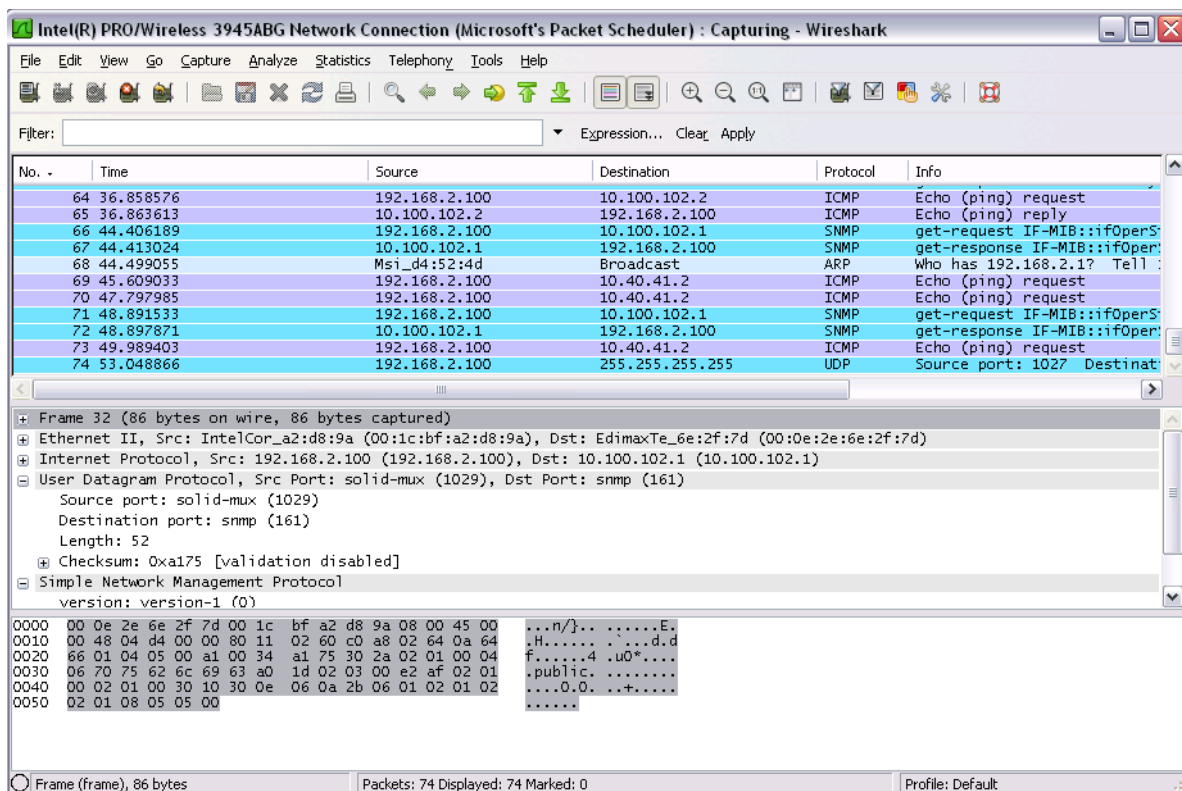 Intel(R) PRO/Wireless 3945ABG Network Connection (Microsoft's Packet Scheduler) : Capturing - Wireshark
File Edit View Go Capture Analyze Statistics Telephony Tools Help
Filter: Expression... Clear Apply
No. Time Source Destination Protocol Info
64 36.858576 192.168.2.100 10.100.102.2 ICMP Echo (ping) request
65 36.863613 10.100.102.2 192.168.2.100 ICMP Echo (ping) reply
66 44.406189 192.168.2.100 10.100.102.1 SNMP get-request IF-MIB::ifOperS
67 44.413024 10.100.102.1 192.168.2.100 SNMP get-response IF-MIB::ifOper
68 44.499055 Msi_d4:52:4d Broadcast ARP Who has 192.168.2.1? Tell
69 45.609033 192.168.2.100 10.40.41.2 ICMP Echo (ping) request
70 47.797985 192.168.2.100 10.40.41.2 ICMP Echo (ping) request
71 48.891533 192.168.2.100 10.100.102.1 SNMP get-request IF-MIB::ifOperS
72 48.897871 10.100.102.1 192.168.2.100 SNMP get-response IF-MIB::ifOper
73 49.989403 192.168.2.100 10.40.41.2 ICMP Echo (ping) request
74 53.048866 192.168.2.100 255.255.255.255 UDP Source port: 1027 Destinat
Frame 32 (86 bytes on wire, 86 bytes captured)
Ethernet II, Src: IntelCor_a2:d8:9a (00:1c:bf:a2:d8:9a), Dst: EdimaxTe_6e:2f:7d (00:0e:2e:6e:2f:7d)
Internet Protocol, Src: 192.168.2.100 (192.168.2.100), Dst: 10.100.102.1 (10.100.102.1)
User Datagram Protocol, Src Port: solid-mux (1029), Dst Port: snmp (161)
Source port: solid-mux (1029)
Destination port: snmp (161)
Length: 52
Checksum: 0xa175 [validation disabled]
Simple Network Management Protocol
version: version-1 (0)
0000 00 0e 2e 6e 2f 7d 00 1c bf a2 d8 9a 08 00 45 00 ...n/}.. ......E.
0010 00 48 04 d4 00 00 80 11 02 60 c0 a8 02 64 0a 64 .H...... .`...d.d
0020 66 01 04 05 00 a1 00 34 a1 75 30 2a 02 01 00 04 f......4 .u0*....
0030 06 70 75 62 6c 69 63 a0 1d 02 03 00 e2 af 02 01 .public. ........
0040 00 02 01 00 30 10 30 0e 06 0a 2b 06 01 02 01 02 ....0.0. ..+.....
0050 02 01 08 05 05 00 ......
Frame (frame), 86 bytes Packets: 74 Displayed: 74 Marked: 0 Profile: Default